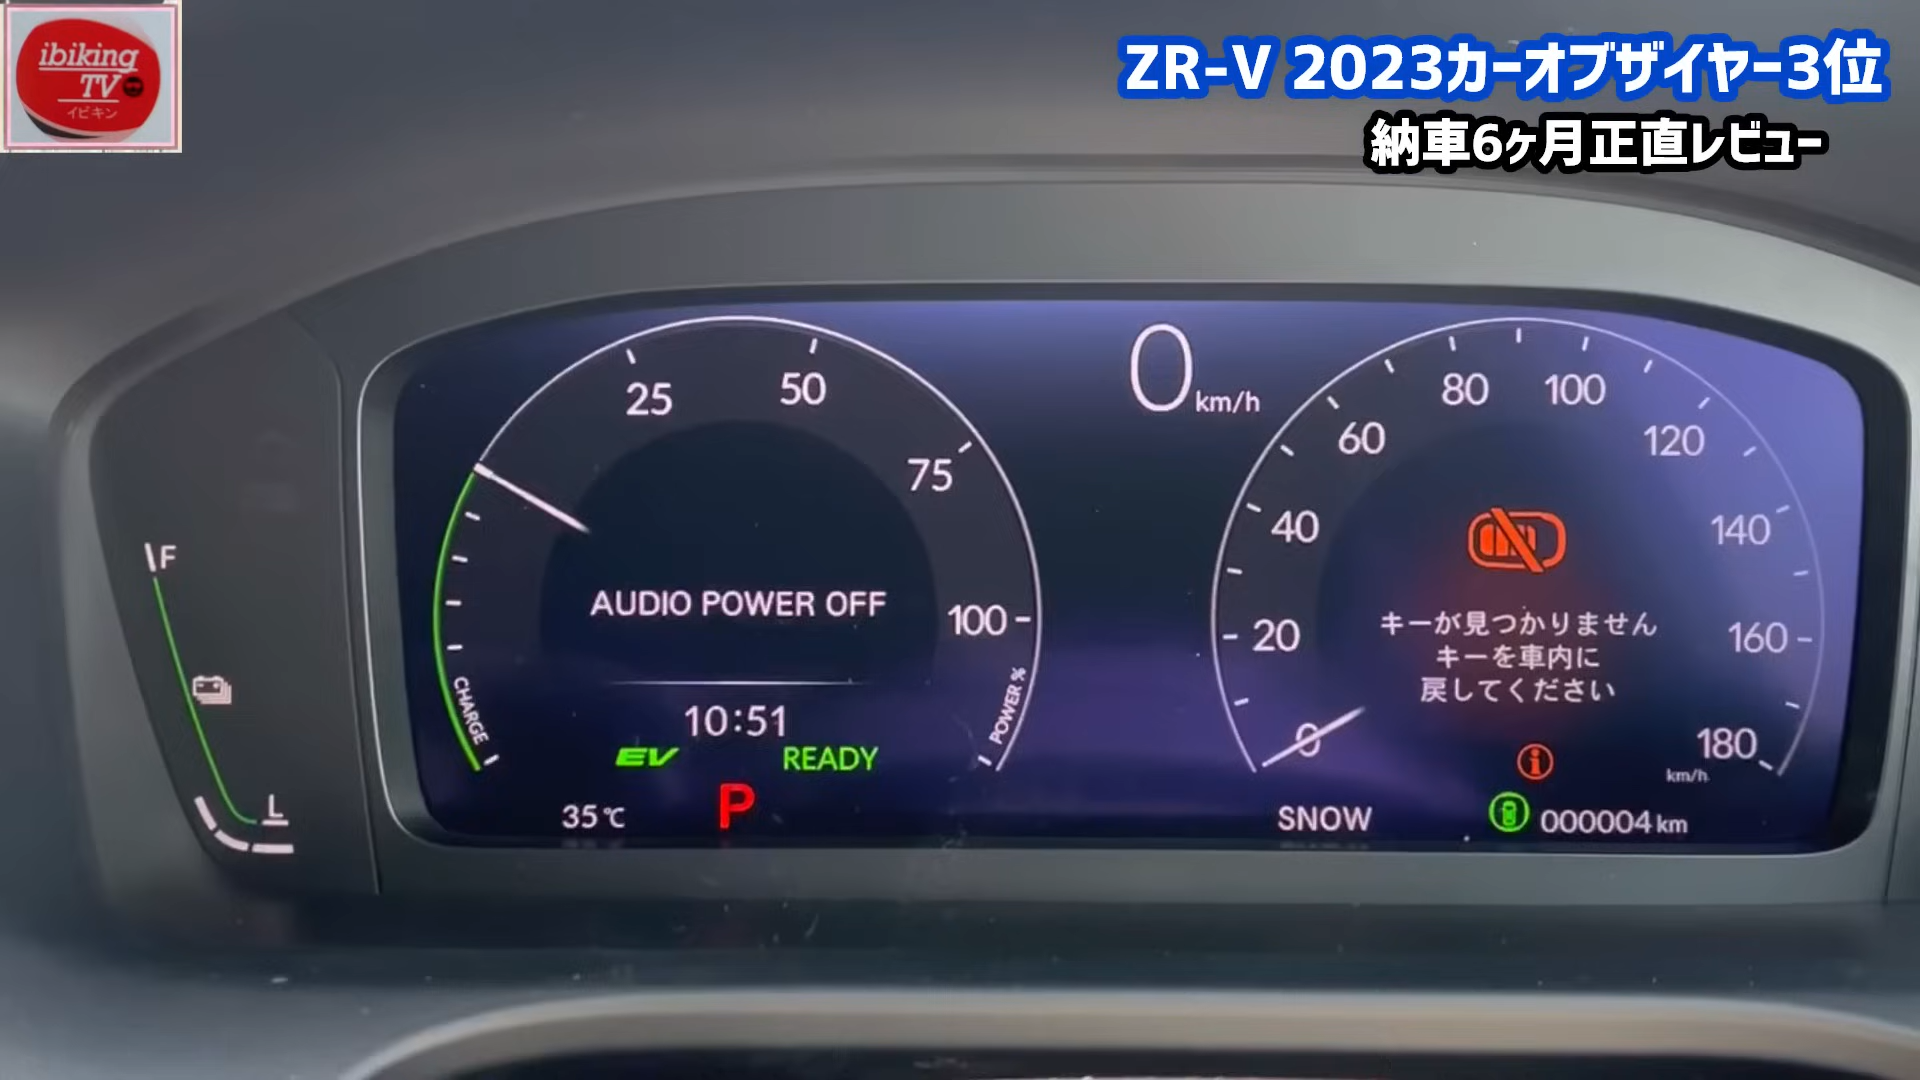 ibiking
TV
イビキン
ZR-V 2023カーオブザイヤー3位
納車6ヶ月正直レビュー
F
L
25
50
75
100
CHARGE
POWER %
AUDIO POWER OFF
10:51
EV READY
35℃ P
0 km/h
0
20
40
60
80
100
120
140
160
180
km/h
キーが見つかりません
キーを車内に
戻してください
SNOW 000004 km